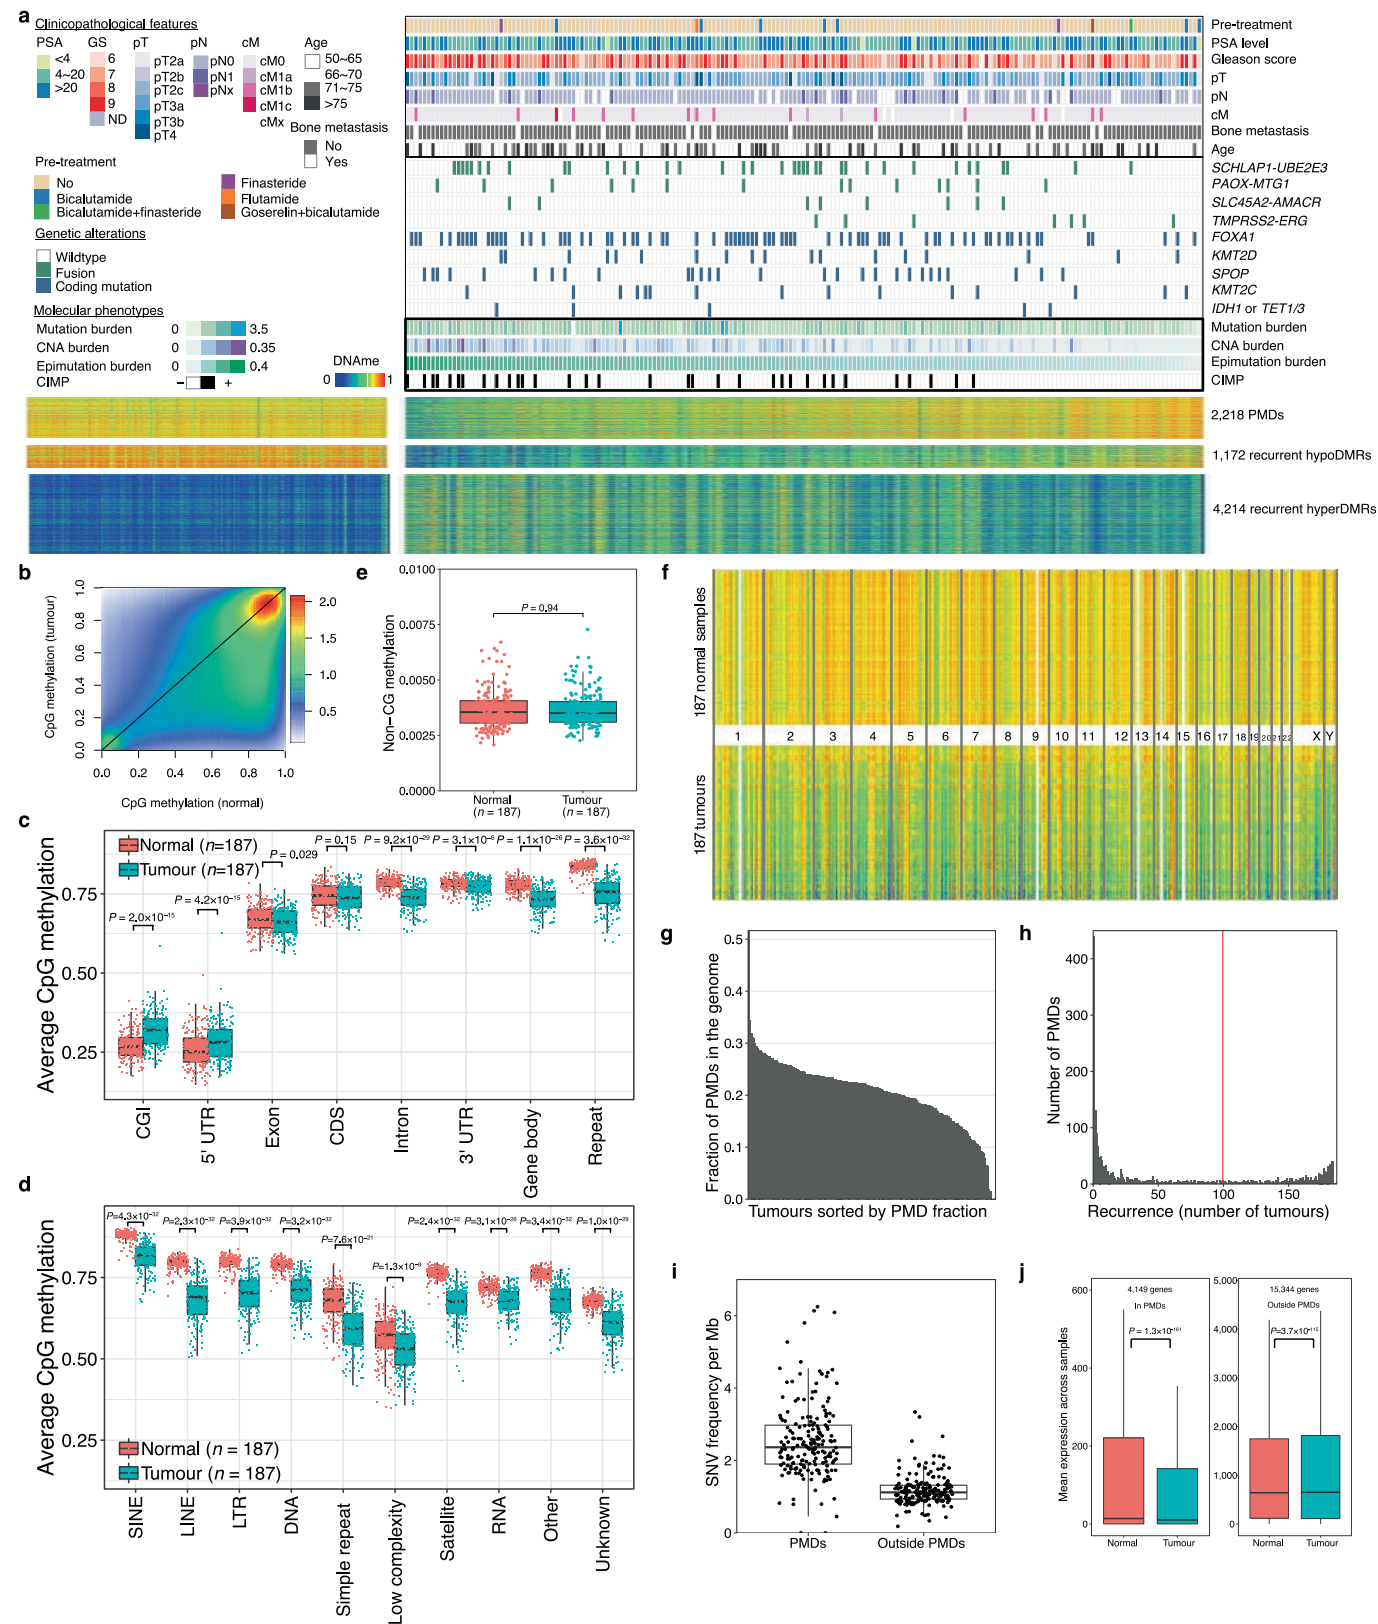 a
Clinicopathological features
PSA GS pT pN cM Age
<4
4~20
>20
6
7
8
9
ND
pT2a
pT2b
pT2c
pT3a
pT3b
pT4
pN0
pN1
pNx
cM0
cM1a
cM1b
cM1c
cMx
50~65
66~70
71~75
>75
Bone metastasis
No
Yes
Pre-treatment
No
Bicalutamide
Bicalutamide+finasteride
Finasteride
Flutamide
Goserelin+bicalutamide
Genetic alterations
Wildtype
Fusion
Coding mutation
Molecular phenotypes
Mutation burden 0 3.5
CNA burden 0 0.35
Epimutation burden 0 0.4
CIMP − +
DNAme
0 1
Pre-treatment
PSA level
Gleason score
pT
pN
cM
Bone metastasis
Age
SCHLAP1-UBE2E3
PAOX-MTG1
SLC45A2-AMACR
TMPRSS2-ERG
FOXA1
KMT2D
SPOP
KMT2C
IDH1 or TET1/3
Mutation burden
CNA burden
Epimutation burden
CIMP
2,218 PMDs
1,172 recurrent hypoDMRs
4,214 recurrent hyperDMRs
b
CpG methylation (tumour)
1.0
0.8
0.6
0.4
0.2
0.0
0.0 0.2 0.4 0.6 0.8 1.0
CpG methylation (normal)
2.0
1.5
1.0
0.5
e
Non−CG methylation
0.0100
0.0075
0.0050
0.0025
0.0000
P = 0.94
Normal
(n = 187)
Tumour
(n = 187)
f
187 normal samples
1 2 3 4 5 6 7 8 9 10 11 12 13 14 15 16 17 18 19 20 21 22 X Y
187 tumours
c
Average CpG methylation
0.75
0.50
0.25
Normal (n=187)
Tumour (n=187)
P = 2.0×10−15
P = 4.2×10−15
P = 0.029
P = 0.15
P = 9.2×10−29
P = 3.1×10−6
P = 1.1×10−26
P = 3.6×10−32
CGI
5' UTR
Exon
CDS
Intron
3' UTR
Gene body
Repeat
d
Average CpG methylation
0.75
0.50
0.25
P=4.3×10−32
P=2.3×10−32
P=3.9×10−32
P=3.2×10−32
P=7.6×10−21
P=1.3×10−8
P=2.4×10−32
P=3.1×10−26
P=3.4×10−32
P=1.0×10−29
Normal (n = 187)
Tumour (n = 187)
SINE
LINE
LTR
DNA
Simple repeat
Low complexity
Satellite
RNA
Other
Unknown
g
Fraction of PMDs in the genome
0.5
0.4
0.3
0.2
0.1
0.0
Tumours sorted by PMD fraction
h
Number of PMDs
400
300
200
100
0
0 50 100 150
Recurrence (number of tumours)
i
SNV frequency per Mb
6
4
2
0
PMDs Outside PMDs
j
Mean expression across samples
600
400
200
0
4,149 genes
In PMDs
P = 1.3×10−161
Normal Tumour
5,000
4,000
3,000
2,000
1,000
0
15,344 genes
Outside PMDs
P=3.7×10−115
Normal Tumour